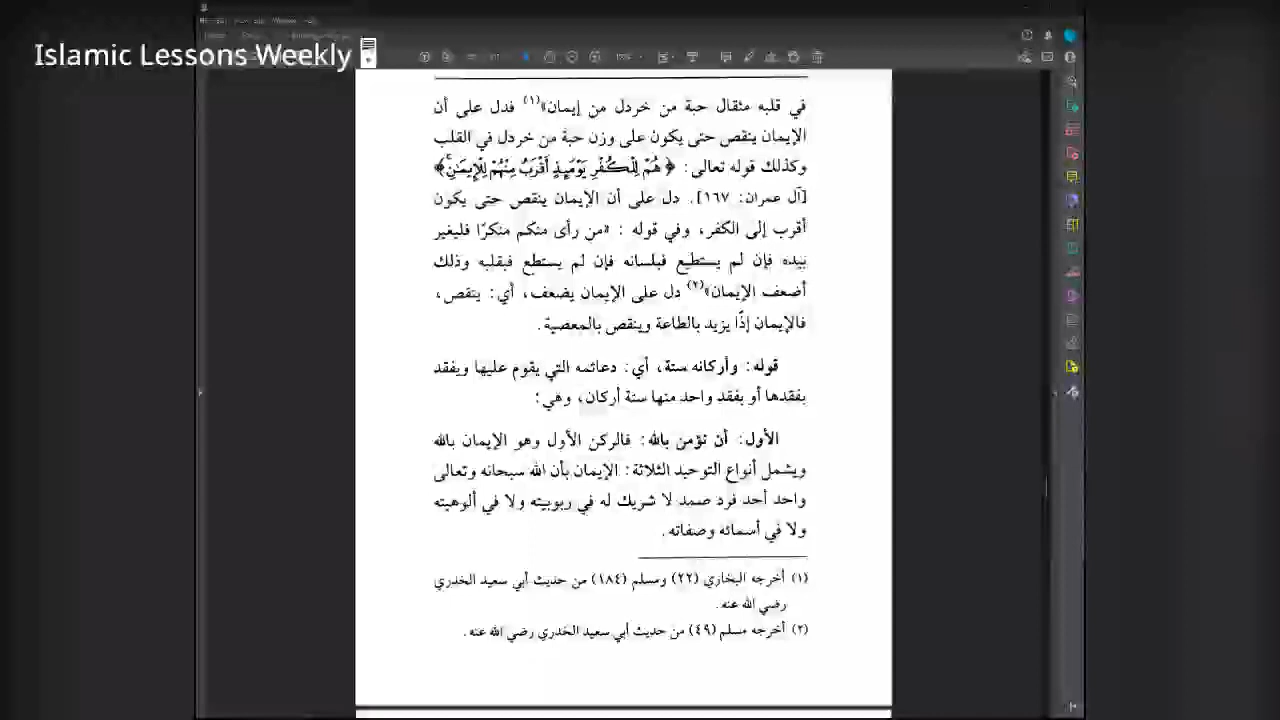 Islamic Lessons Weekly
في قلبه مثقال حبة من خردل من إيمان»(١) فدل على أن
الإيمان ينقص حتى يكون على وزن حبة من خردل في القلب
وكذلك قوله تعالى: ﴿هُمْ لِلْكُفْرِ يَوْمَئِذٍ أَقْرَبُ مِنْهُمْ لِلْإِيمَٰنِ﴾
[آل عمران: ١٦٧]. دل على أن الإيمان ينقص حتى يكون
أقرب إلى الكفر، وفي قوله : «من رأى منكم منكرًا فليغير
بيده فإن لم يستطيع فبلسانه فإن لم يستطع فبقلبه وذلك
أضعف الإيمان»(٢) دل على الإيمان يضعف، أي: ينقص،
فالإيمان إذًا يزيد بالطاعة وينقص بالمعصية.
قوله: وأركانه ستة، أي: دعائمه التي يقوم عليها ويفقد
بفقدها أو بفقد واحد منها ستة أركان، وهي:
الأول: أن تؤمن بالله: فالركن الأول وهو الإيمان بالله
ويشمل أنواع التوحيد الثلاثة: الإيمان بأن الله سبحانه وتعالى
واحد أحد فرد صمد لا شريك له في ربوبيته ولا في ألوهيته
ولا في أسمائه وصفاته.
(١) أخرجه البخاري (٢٢) ومسلم (١٨٤) من حديث أبي سعيد الخدري
رضي الله عنه.
(٢) أخرجه مسلم (٤٩) من حديث أبي سعيد الخدري رضي الله عنه.